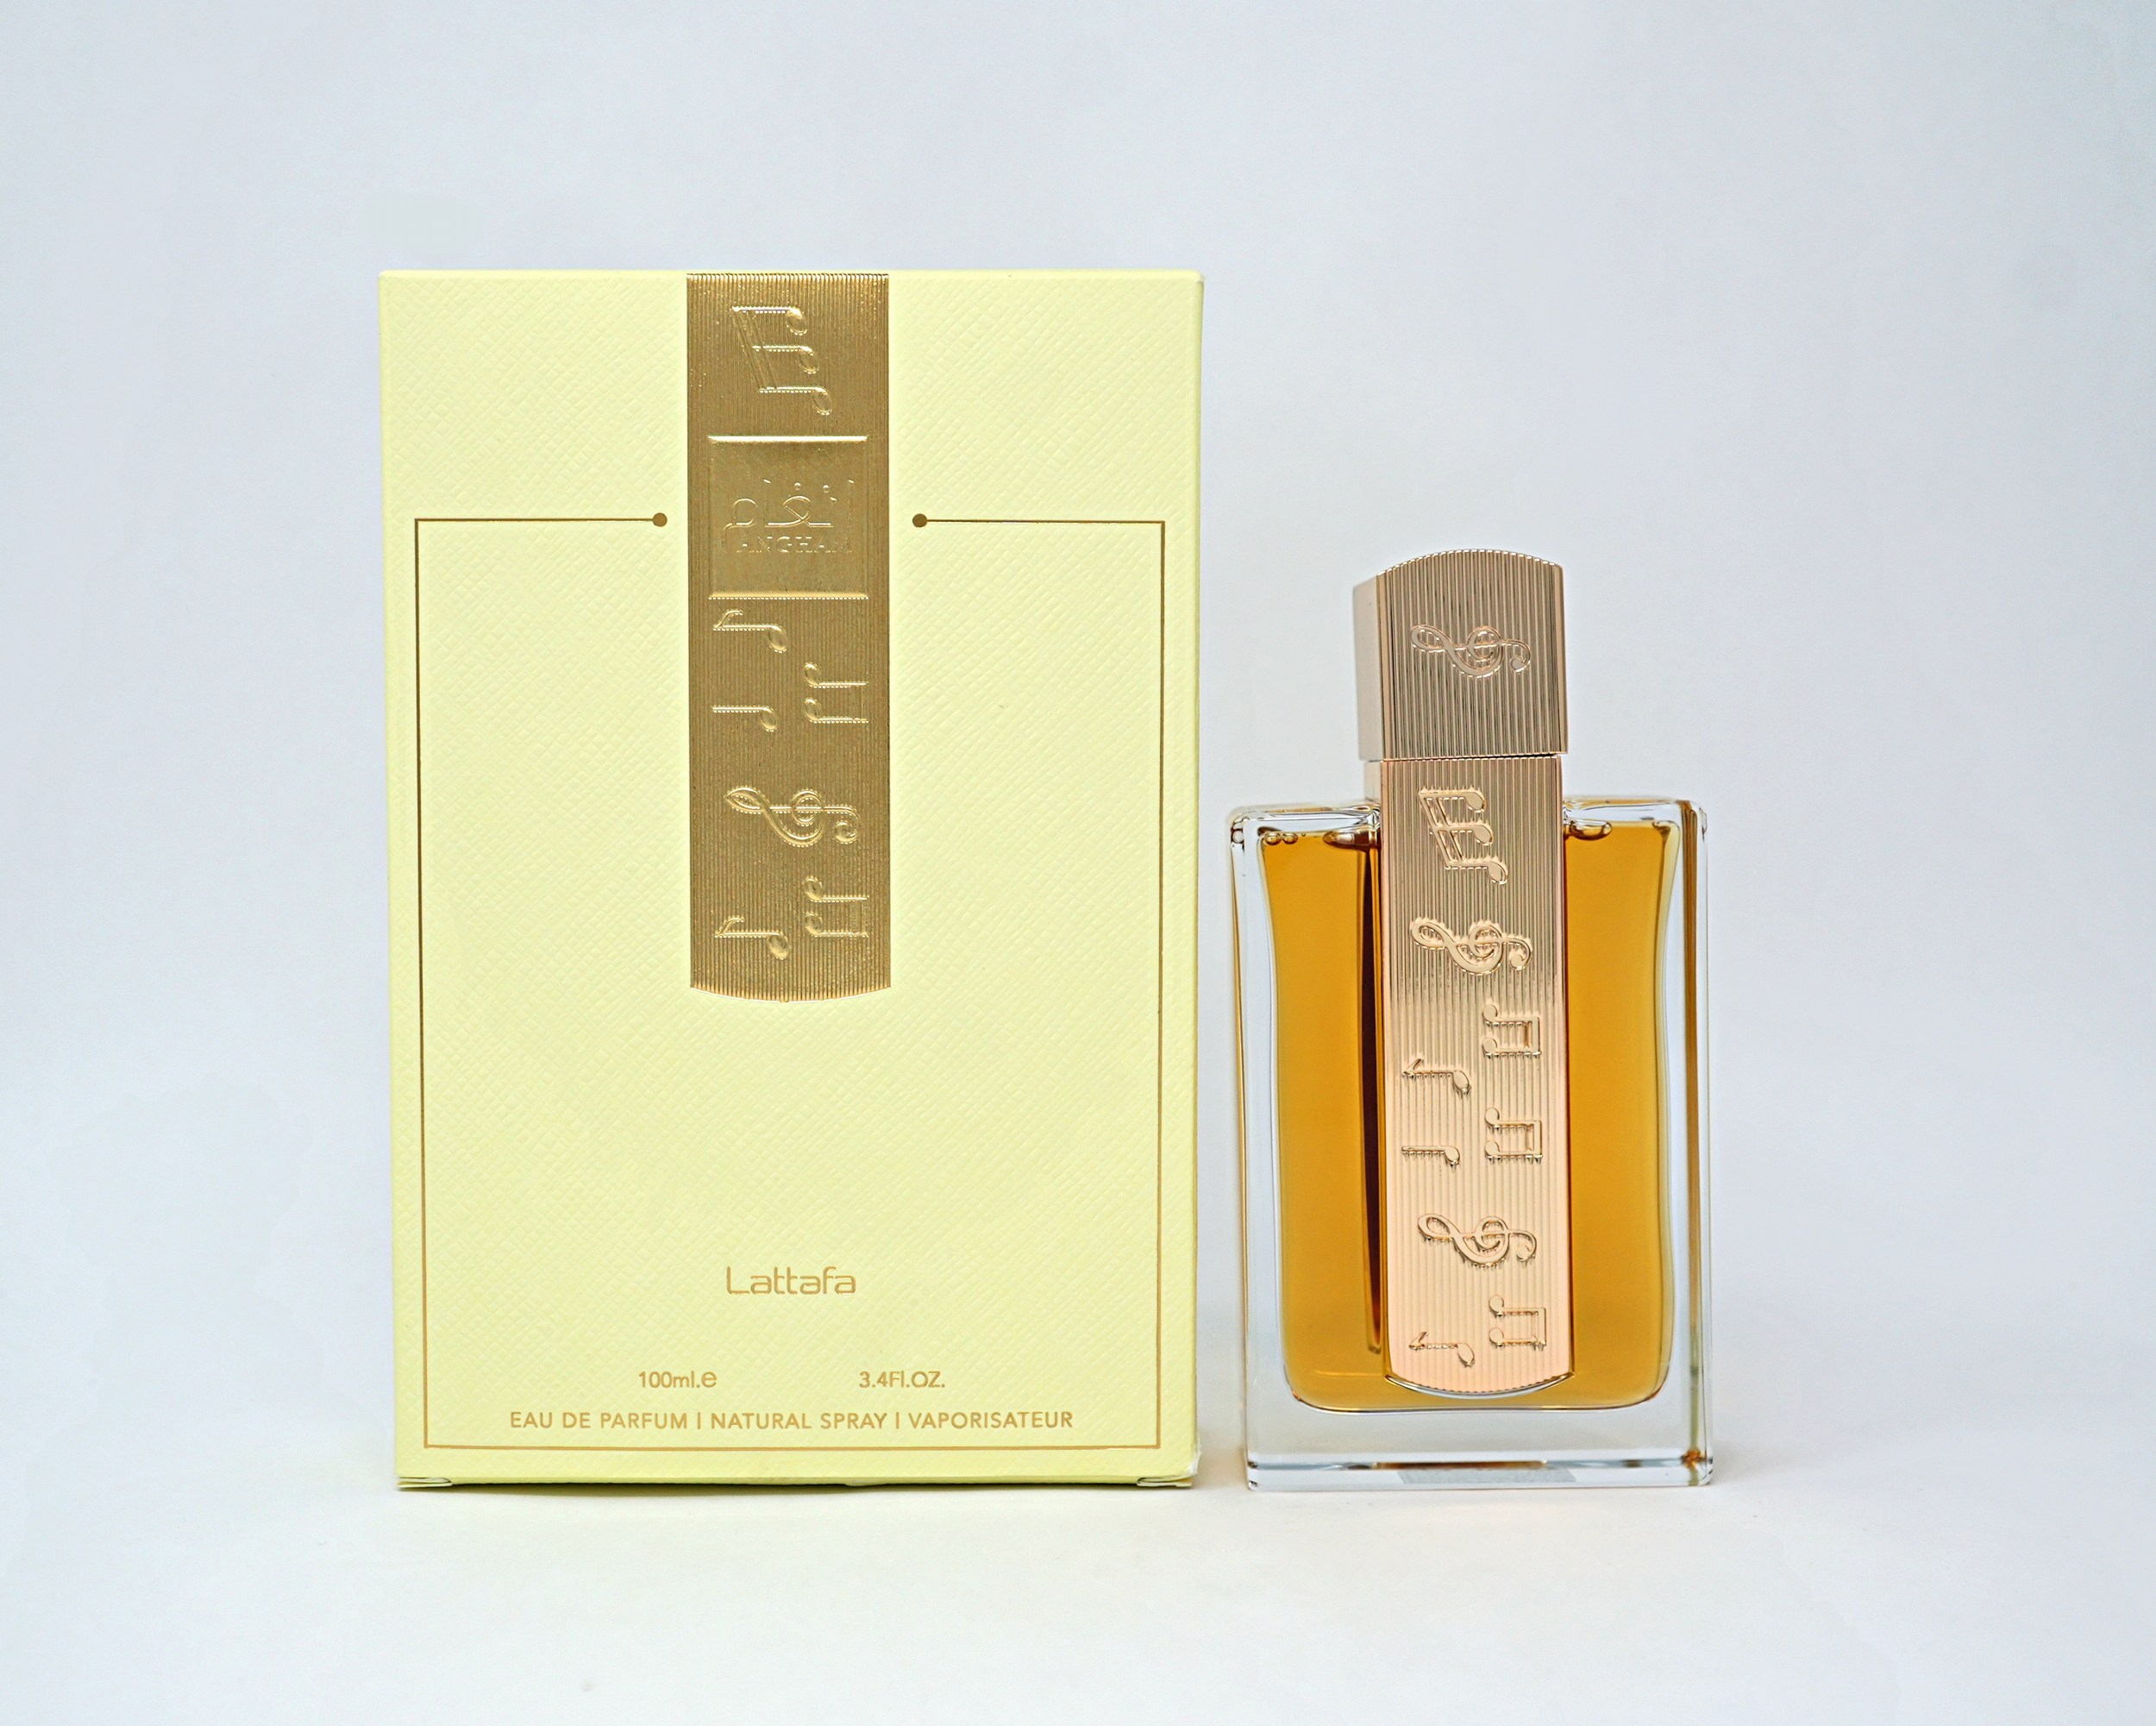 أنغام
ANGHAM
Lattafa
100ml.e 3.4Fl.OZ.
EAU DE PARFUM | NATURAL SPRAY | VAPORISATEUR